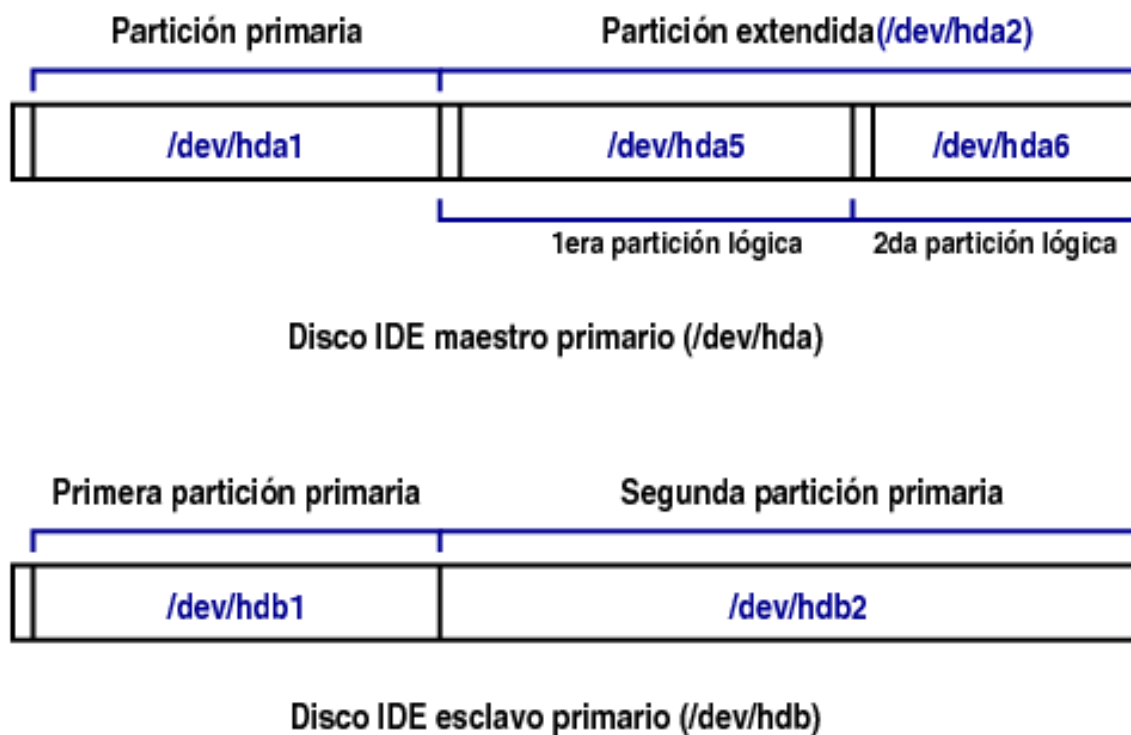 Partición primaria Partición extendida(/dev/hda2)
/dev/hda1 /dev/hda5 /dev/hda6
1era partición lógica 2da partición lógica
Disco IDE maestro primario (/dev/hda)
Primera partición primaria Segunda partición primaria
/dev/hdb1 /dev/hdb2
Disco IDE esclavo primario (/dev/hdb)